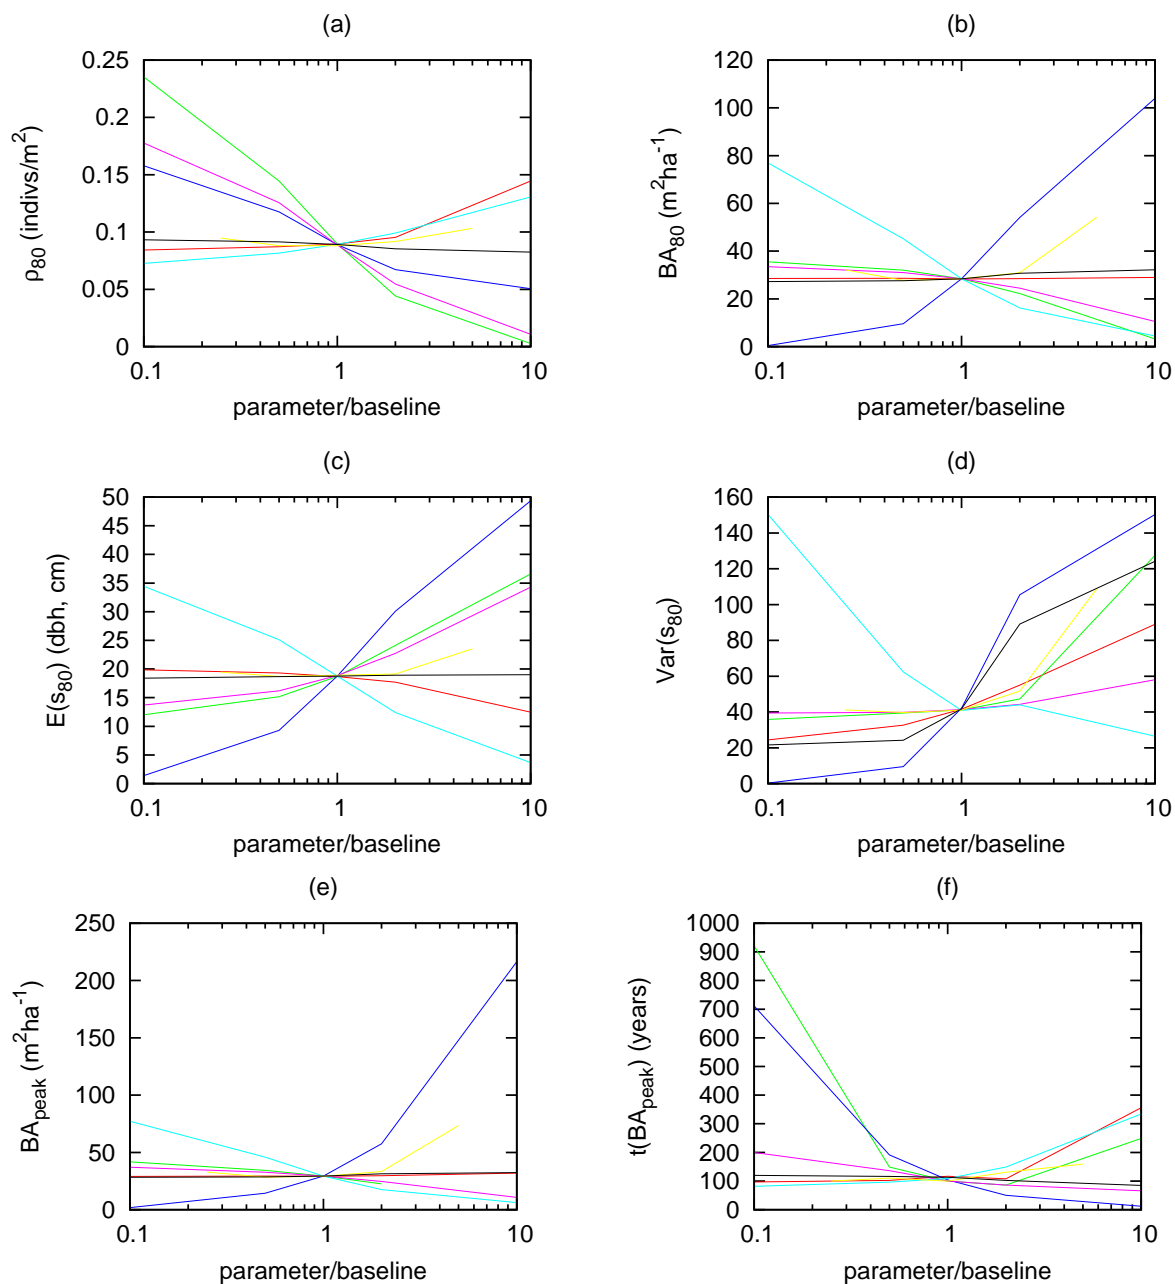 (a)
0.25
0.2
0.15
0.1
0.05
0
0.1 1 10
ρ80 (indivs/m2)
parameter/baseline
(b)
120
100
80
60
40
20
0
0.1 1 10
BA80 (m2ha-1)
parameter/baseline
(c)
50
45
40
35
30
25
20
15
10
5
0
0.1 1 10
E(s80) (dbh, cm)
parameter/baseline
(d)
160
140
120
100
80
60
40
20
0
0.1 1 10
Var(s80)
parameter/baseline
(e)
250
200
150
100
50
0
0.1 1 10
BApeak (m2ha-1)
parameter/baseline
(f)
1000
900
800
700
600
500
400
300
200
100
0
0.1 1 10
t(BApeak) (years)
parameter/baseline